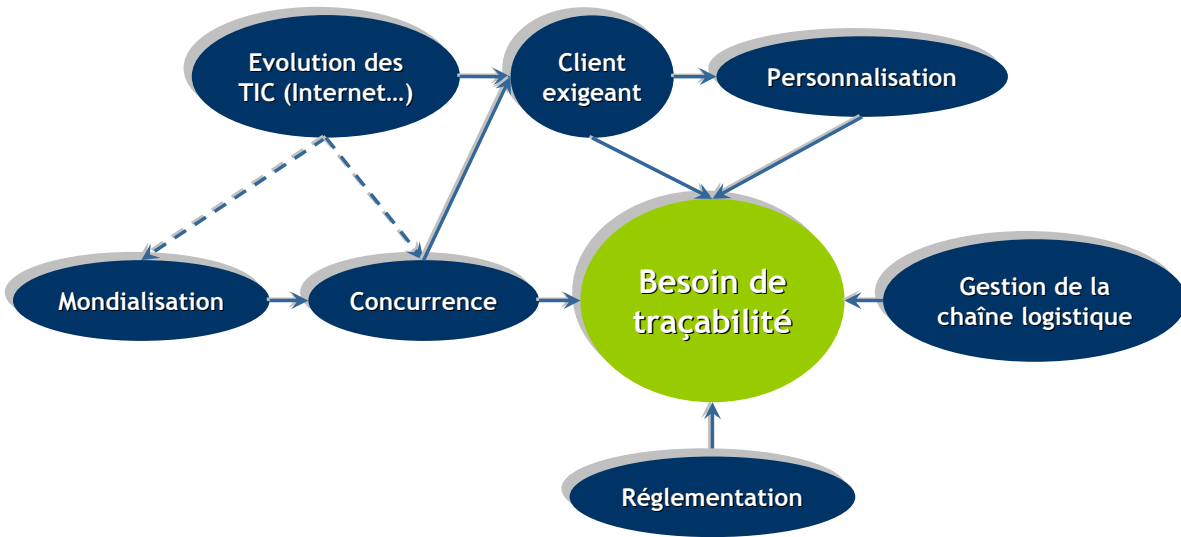 Evolution des
TIC (Internet…)
Client
exigeant
Personnalisation
Mondialisation
Concurrence
Besoin de
traçabilité
Gestion de la
chaîne logistique
Réglementation